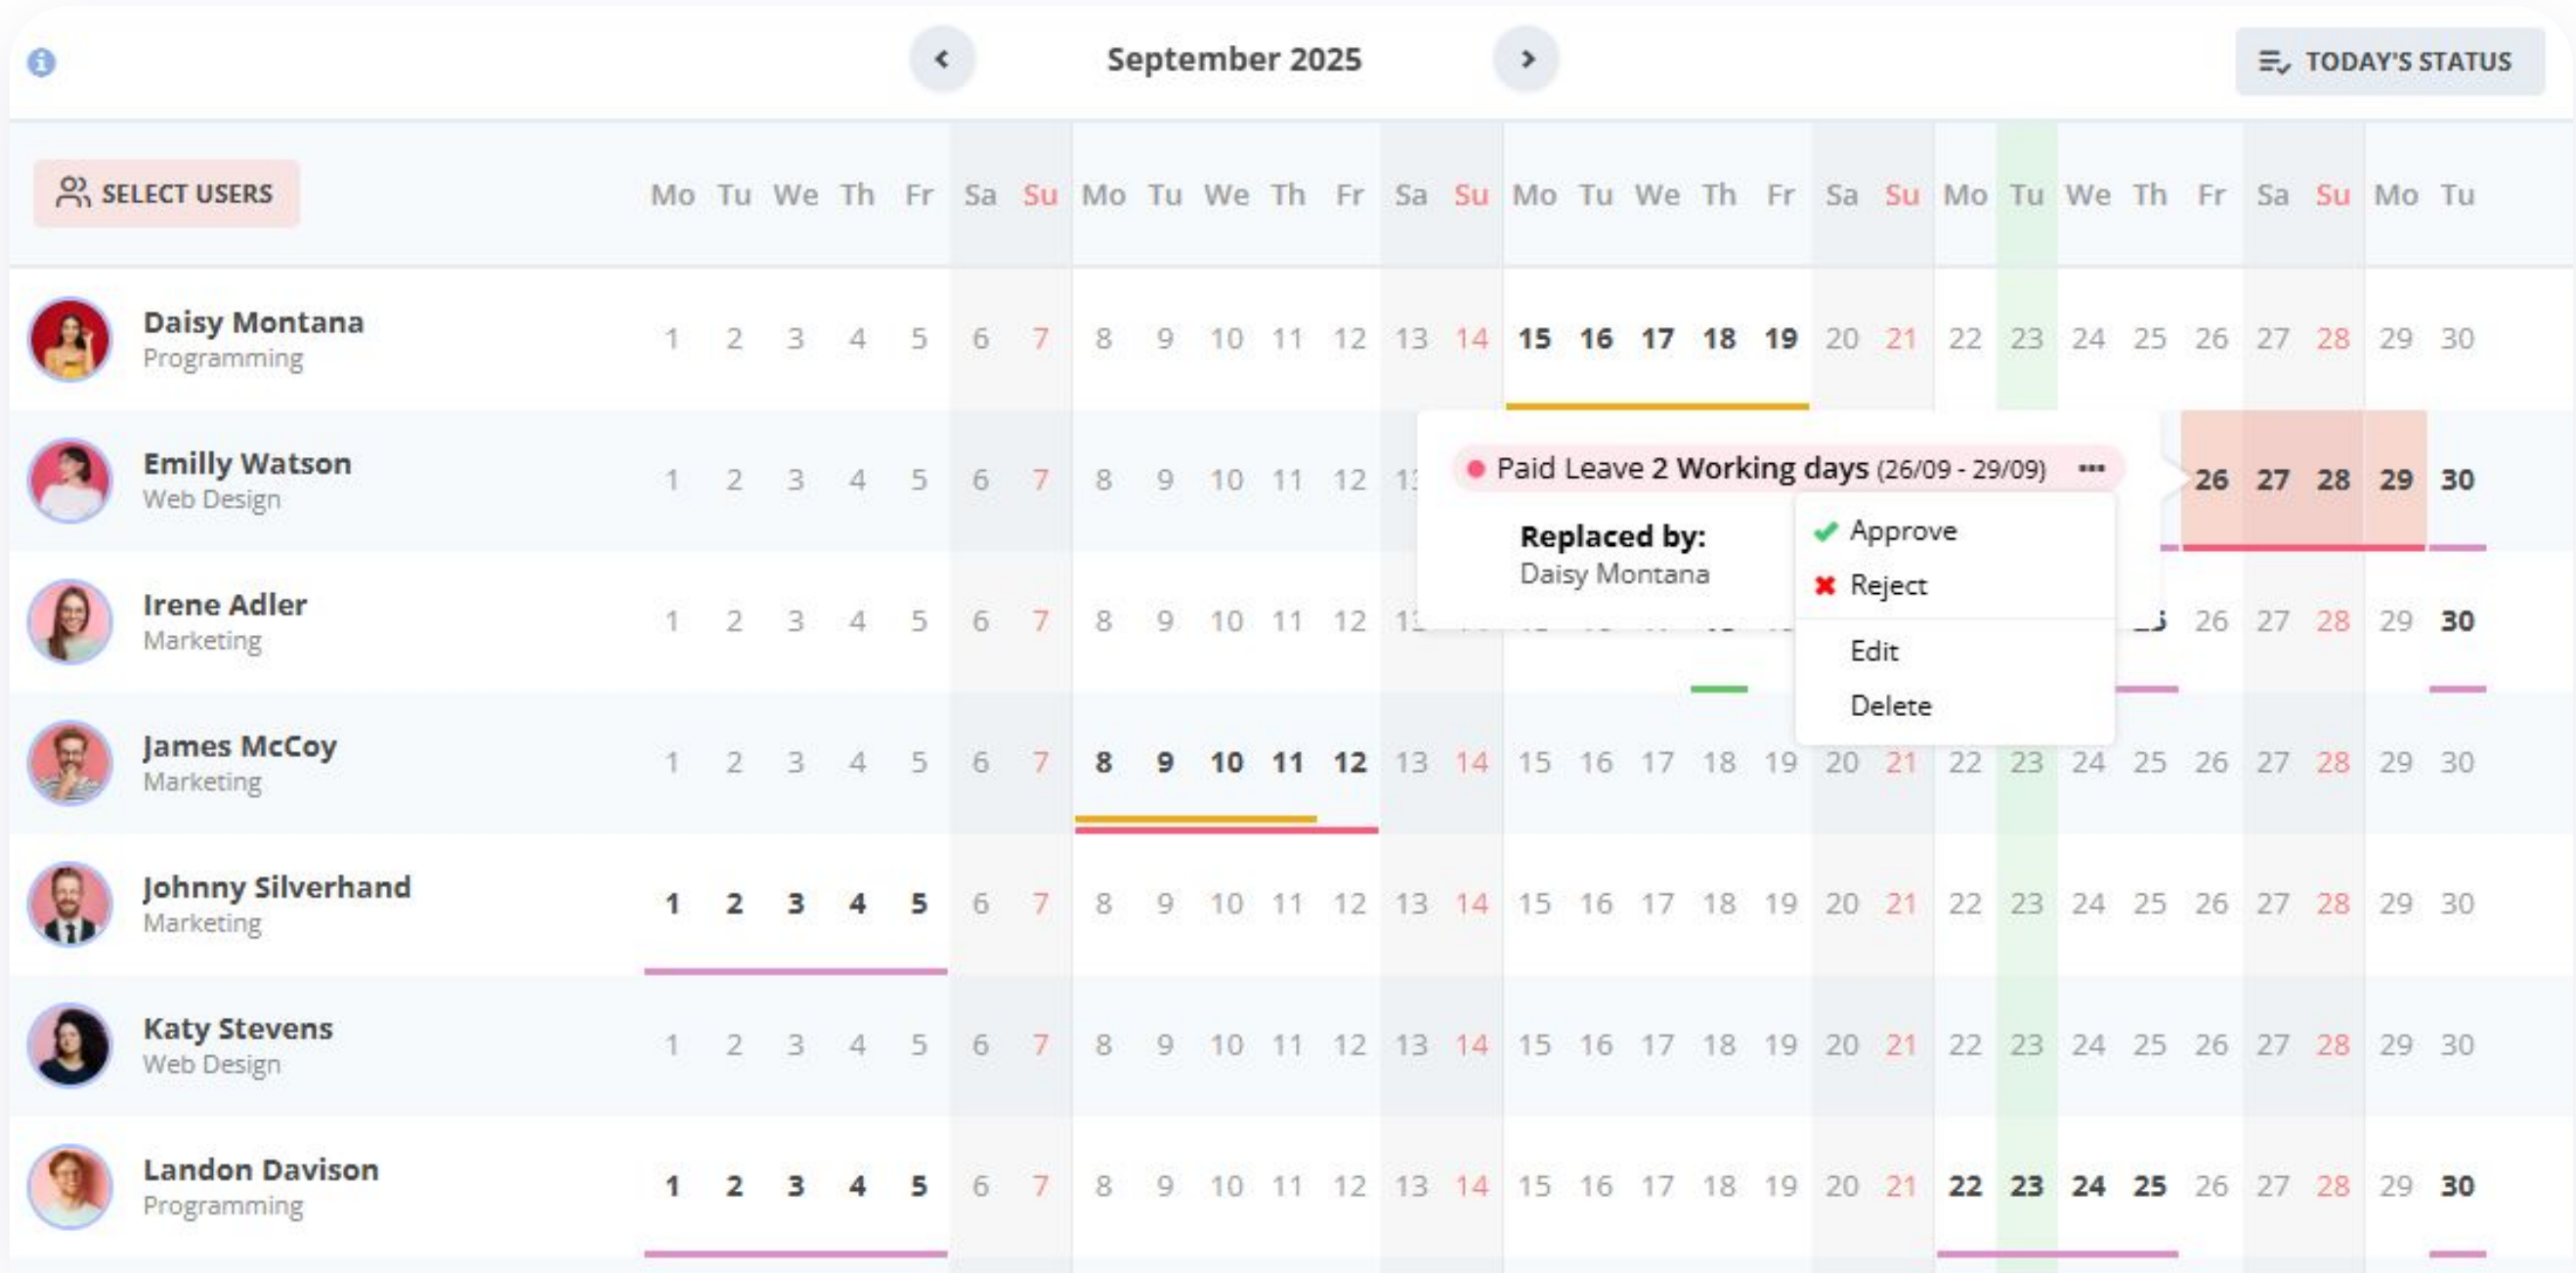 September 2025
TODAY'S STATUS
SELECT USERS
Mo Tu We Th Fr Sa Su Mo Tu We Th Fr Sa Su Mo Tu We Th Fr Sa Su Mo Tu We Th Fr Sa Su Mo Tu
Daisy Montana
Programming
1 2 3 4 5 6 7 8 9 10 11 12 13 14 15 16 17 18 19 20 21 22 23 24 25 26 27 28 29 30
Emilly Watson
Web Design
1 2 3 4 5 6 7 8 9 10 11 12 26 27 28 29 30
Paid Leave 2 Working days (26/09 - 29/09)
Replaced by:
Daisy Montana
Approve
Reject
Edit
Delete
Irene Adler
Marketing
1 2 3 4 5 6 7 8 9 10 11 12 26 27 28 29 30
James McCoy
Marketing
1 2 3 4 5 6 7 8 9 10 11 12 13 14 15 16 17 18 19 20 21 22 23 24 25 26 27 28 29 30
Johnny Silverhand
Marketing
1 2 3 4 5 6 7 8 9 10 11 12 13 14 15 16 17 18 19 20 21 22 23 24 25 26 27 28 29 30
Katy Stevens
Web Design
1 2 3 4 5 6 7 8 9 10 11 12 13 14 15 16 17 18 19 20 21 22 23 24 25 26 27 28 29 30
Landon Davison
Programming
1 2 3 4 5 6 7 8 9 10 11 12 13 14 15 16 17 18 19 20 21 22 23 24 25 26 27 28 29 30